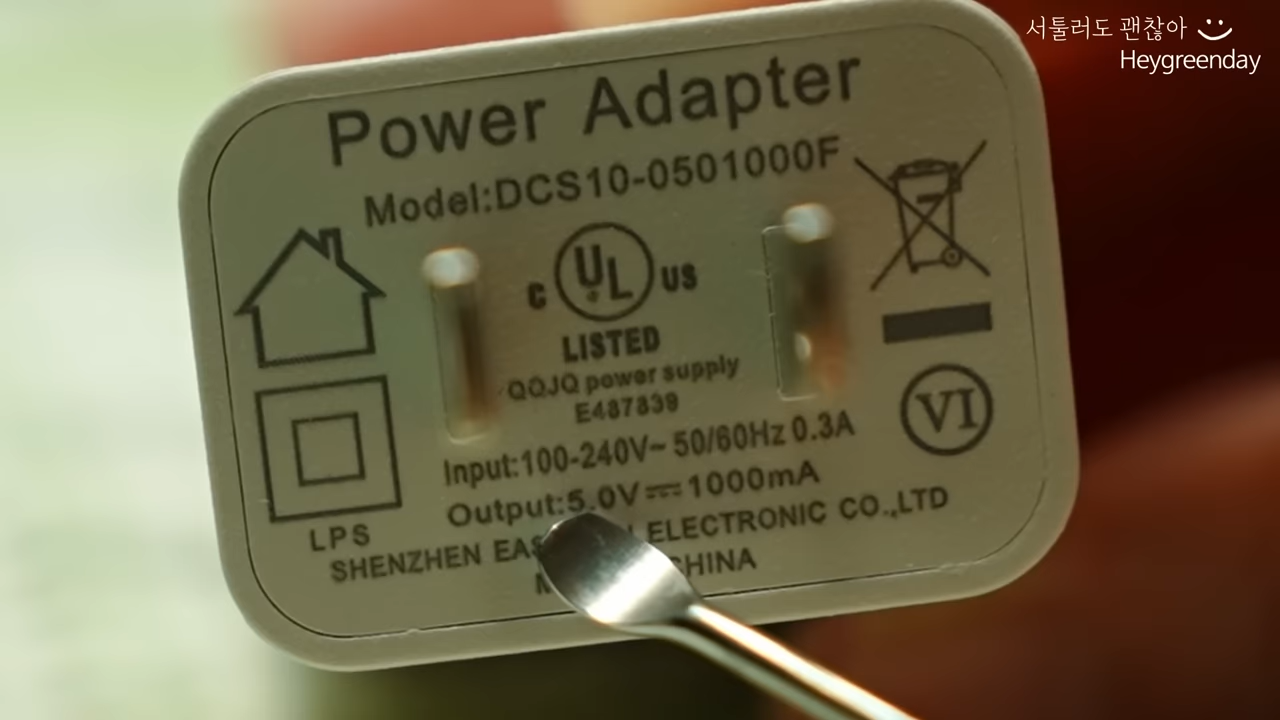 서툴러도 괜찮아
Heygreenday
Power Adapter
Model:DCS10-0501000F
C UL US
LISTED
QQJQ power supply
E487839
Input:100-240V~ 50/60Hz 0.3A
Output:5.0V⎓1000mA
LPS
VI
SHENZHEN ELECTRONIC CO.,LTD
CHINA